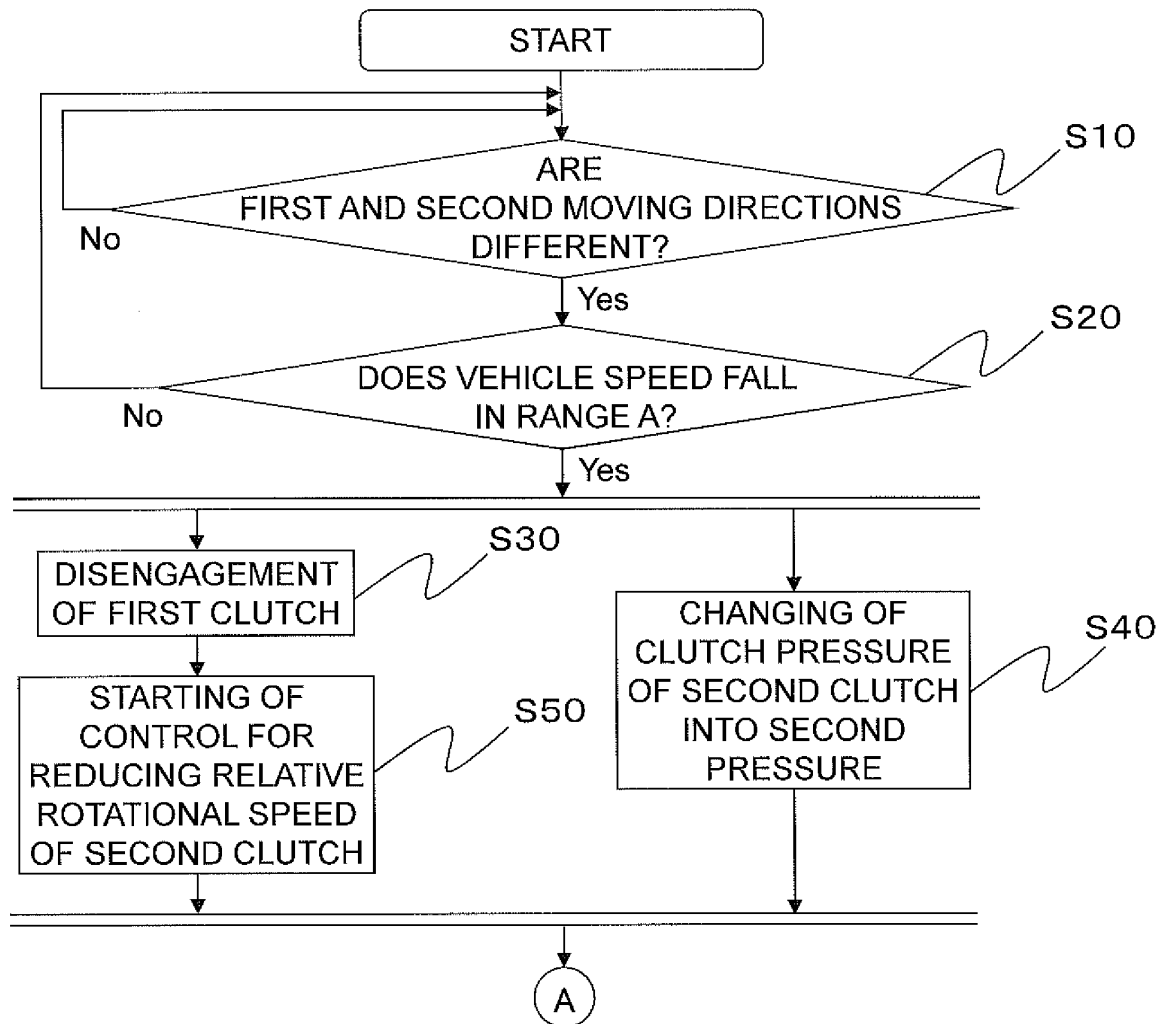 START
S10
ARE
FIRST AND SECOND MOVING DIRECTIONS
DIFFERENT?
No
Yes
S20
DOES VEHICLE SPEED FALL
IN RANGE A?
No
Yes
S30
DISENGAGEMENT
OF FIRST CLUTCH
S40
CHANGING OF
CLUTCH PRESSURE
OF SECOND CLUTCH
INTO SECOND
PRESSURE
S50
STARTING OF
CONTROL FOR
REDUCING RELATIVE
ROTATIONAL SPEED
OF SECOND CLUTCH
A